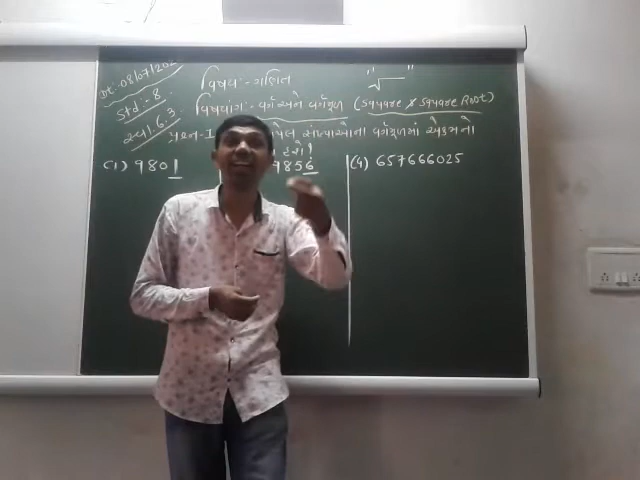 Dt:-08/07/202
વિષય:- ગણિત
" √ "
Std:- 8
વિષયાંગ:- વર્ગ અને વર્ગમૂળ (Square & Square Root)
સ્વા. 6.3
પ્રશ્ન-1 સંખ્યાઓના વર્ગમૂળમાં એકમનો
(1) 9801
9856
(4) 657666025